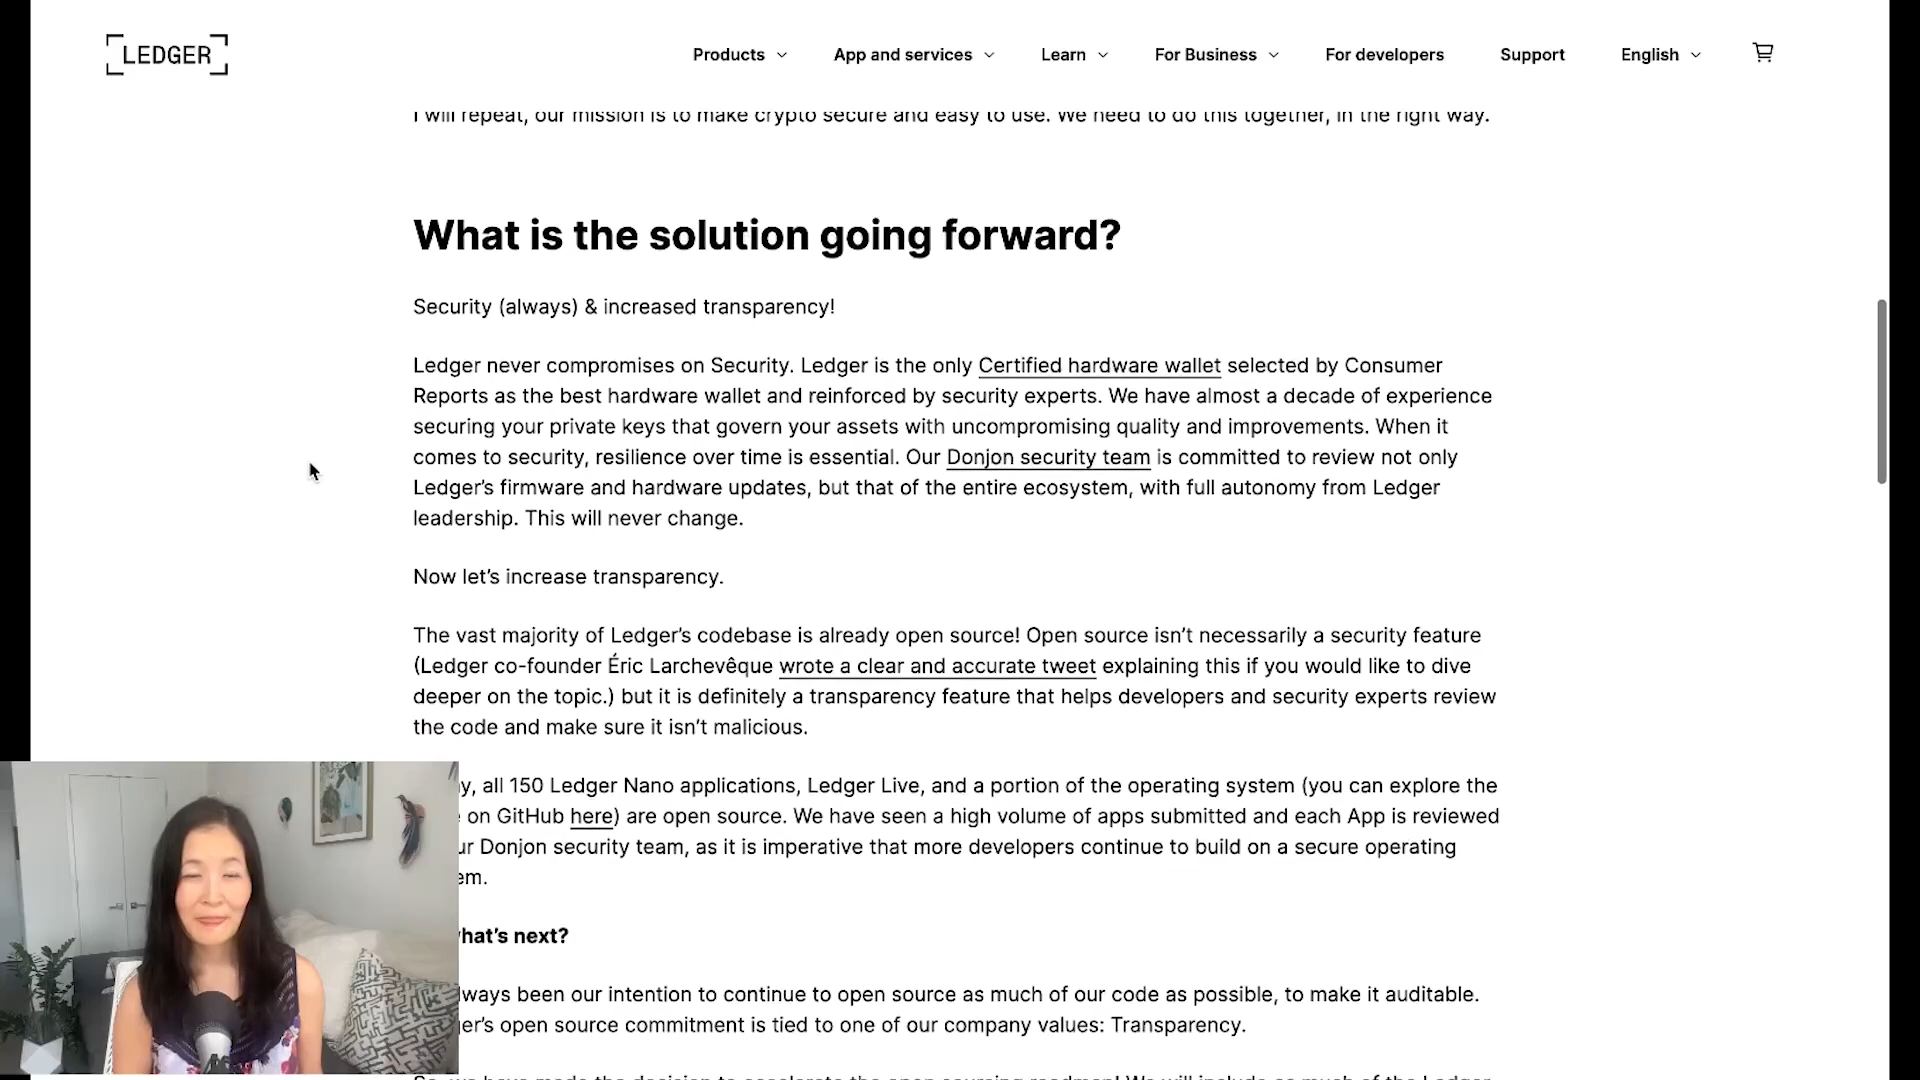 LEDGER
Products
App and services
Learn
For Business
For developers
Support
English
I will repeat, our mission is to make crypto secure and easy to use. We need to do this together, in the right way.
What is the solution going forward?
Security (always) & increased transparency!
Ledger never compromises on Security. Ledger is the only Certified hardware wallet selected by Consumer
Reports as the best hardware wallet and reinforced by security experts. We have almost a decade of experience
securing your private keys that govern your assets with uncompromising quality and improvements. When it
comes to security, resilience over time is essential. Our Donjon security team is committed to review not only
Ledger’s firmware and hardware updates, but that of the entire ecosystem, with full autonomy from Ledger
leadership. This will never change.
Now let’s increase transparency.
The vast majority of Ledger’s codebase is already open source! Open source isn’t necessarily a security feature
(Ledger co-founder Éric Larchevêque wrote a clear and accurate tweet explaining this if you would like to dive
deeper on the topic.) but it is definitely a transparency feature that helps developers and security experts review
the code and make sure it isn’t malicious.
y, all 150 Ledger Nano applications, Ledger Live, and a portion of the operating system (you can explore the
on GitHub here) are open source. We have seen a high volume of apps submitted and each App is reviewed
ur Donjon security team, as it is imperative that more developers continue to build on a secure operating
em.
hat’s next?
lways been our intention to continue to open source as much of our code as possible, to make it auditable.
er’s open source commitment is tied to one of our company values: Transparency.